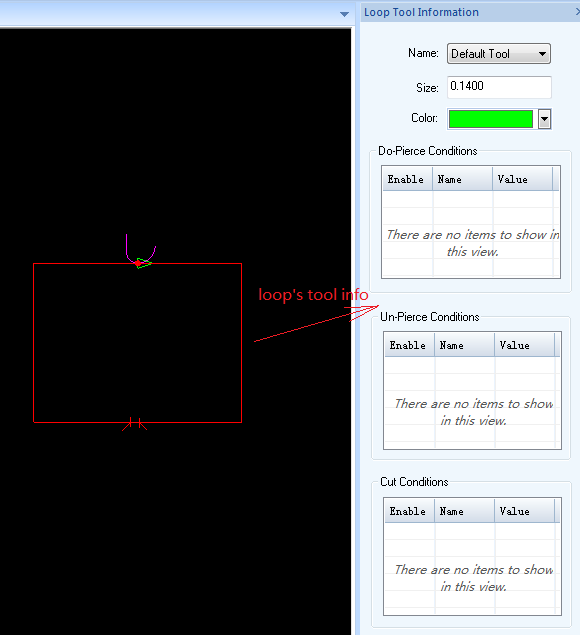 Loop Tool Information
Name: Default Tool
Size: 0.1400
Color:
Do-Pierce Conditions
Enable Name Value
There are no items to show in
this view.
loop's tool info
Un-Pierce Conditions
Enable Name Value
There are no items to show
in this view.
Cut Conditions
Enable Name Value
There are no items to show
in this view.